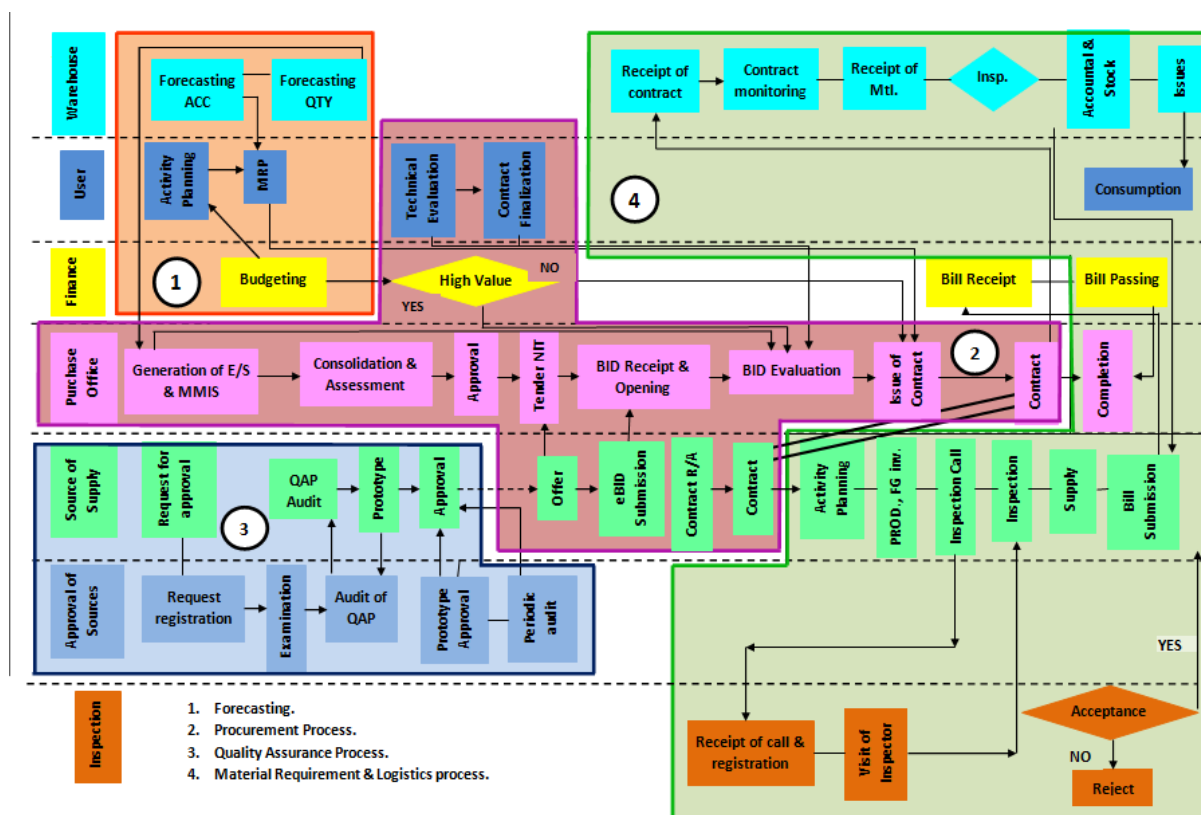 Warehouse
Forecasting
ACC
Forecasting
QTY
Receipt of
contract
Contract
monitoring
Receipt of
Mtl.
Insp.
Accountal &
Stock
Issues
User
Activity
Planning
MRP
Technical
Evaluation
Contract
Finalization
4
Consumption
Finance
1
Budgeting
High Value
NO
YES
Bill Receipt
Bill Passing
Purchase
Office
Generation of E/S
& MMIS
Consolidation &
Assessment
Approval
Tender NIT
BID Receipt &
Opening
BID Evaluation
Issue of
Contract
2
Contract
Completion
Source of
Supply
Request for
approval
3
QAP
Audit
Prototype
Approval
Offer
eBID
Submission
Contract R/A
Contract
Activity
Planning
PROD., FG inv.
Inspection Call
Inspection
Supply
Bill
Submission
Approval of
Sources
Request
registration
Examination
Audit of
QAP
Prototype
Approval
Periodic
audit
YES
Inspection
1. Forecasting.
2. Procurement Process.
3. Quality Assurance Process.
4. Material Requirement & Logistics process.
Receipt of call &
registration
Visit of
Inspector
Acceptance
NO
Reject